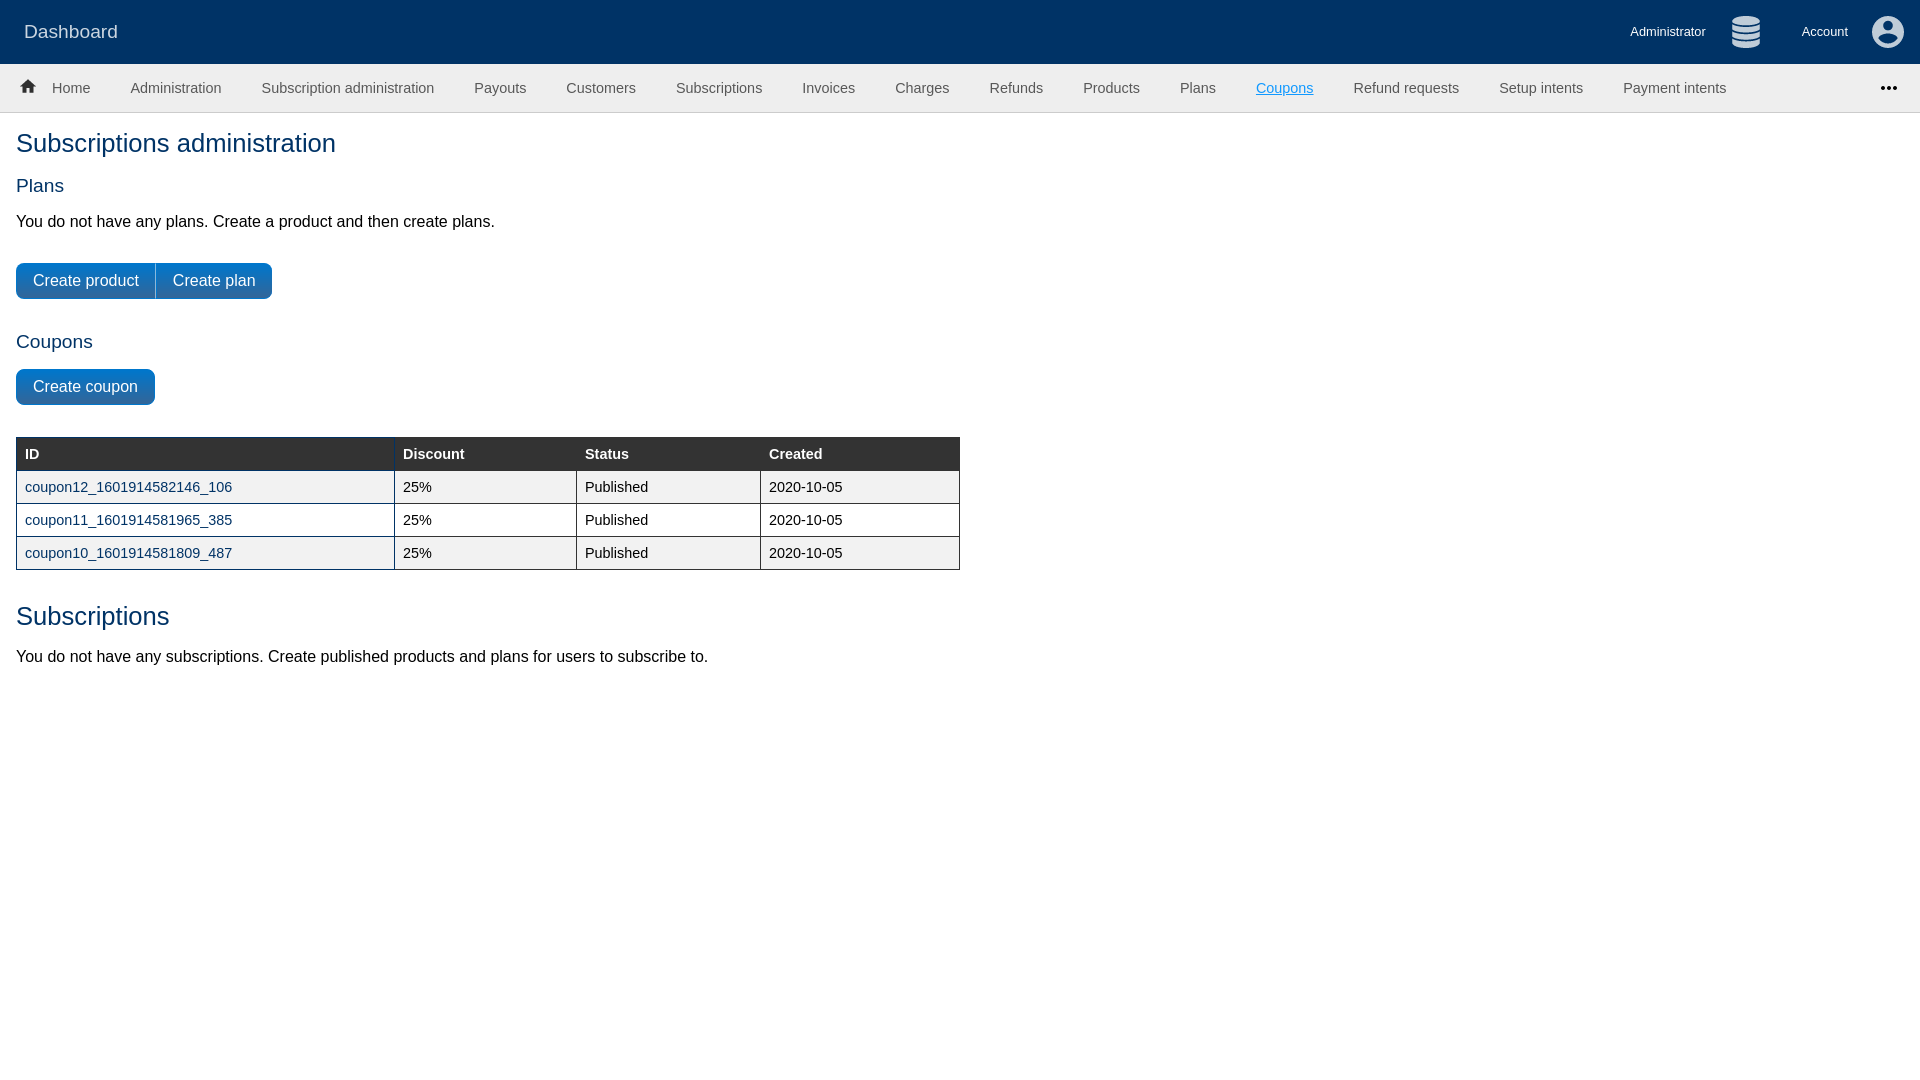 Dashboard
Administrator
Account
Home Administration Subscription administration Payouts Customers Subscriptions Invoices Charges Refunds Products Plans Coupons Refund requests Setup intents Payment intents
Subscriptions administration
Plans
You do not have any plans. Create a product and then create plans.
Create product Create plan
Coupons
Create coupon
ID Discount Status Created
coupon12_1601914582146_106 25% Published 2020-10-05
coupon11_1601914581965_385 25% Published 2020-10-05
coupon10_1601914581809_487 25% Published 2020-10-05
Subscriptions
You do not have any subscriptions. Create published products and plans for users to subscribe to.